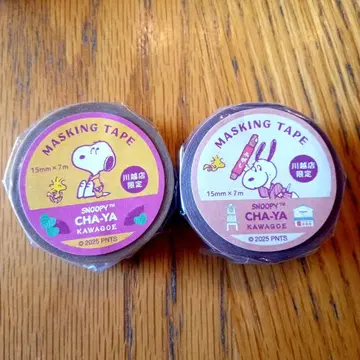 MASKING TAPE
15mm×7m
川越店
限定
SNOOPY™
CHA-YA
KAWAGOE
© 2025 PNTS
MASKING TAPE
15mm×7m
川越店
限定
SNOOPY™
CHA-YA
KAWAGOE
© 2025 PNTS